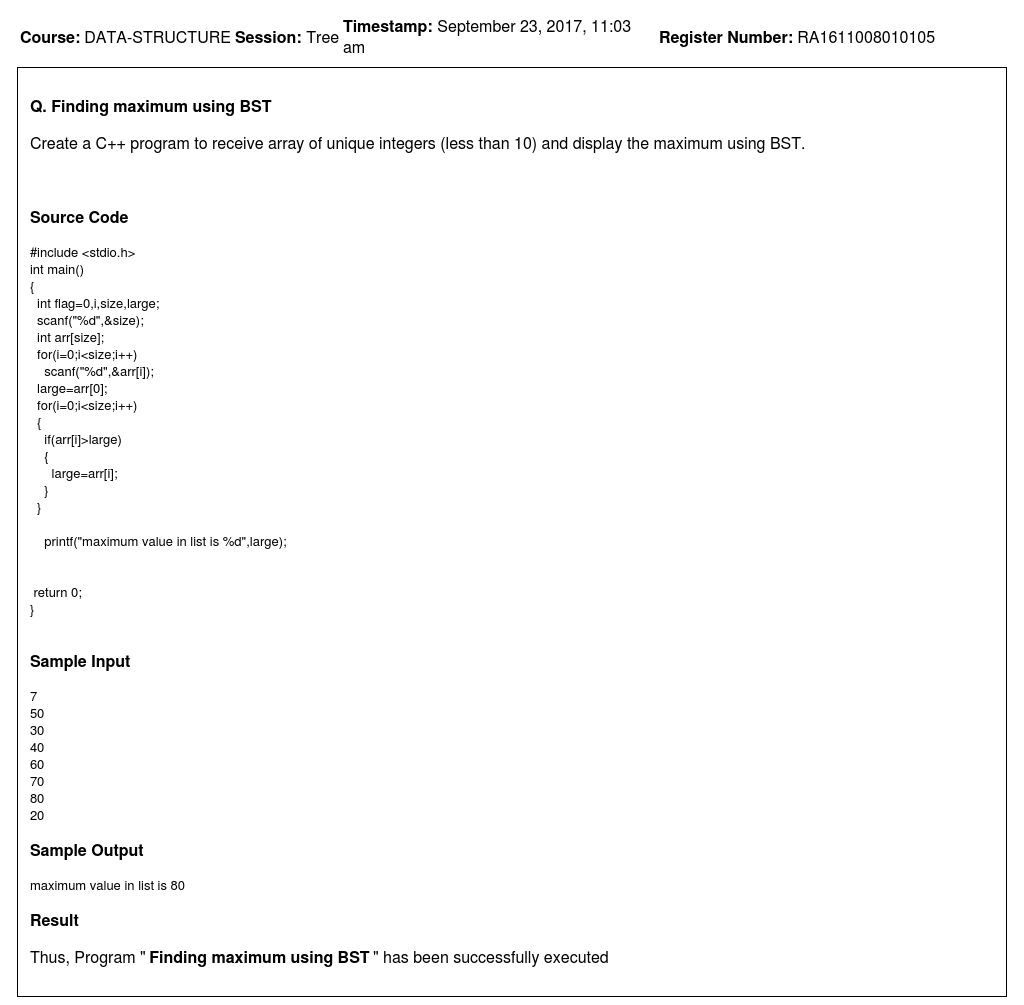 Course: DATA-STRUCTURE Session: Tree Timestamp: September 23, 2017, 11:03 am Register Number: RA1611008010105
Q. Finding maximum using BST
Create a C++ program to receive array of unique integers (less than 10) and display the maximum using BST.
Source Code
#include <stdio.h>
int main()
{
  int flag=0,i,size,large;
  scanf("%d",&size);
  int arr[size];
  for(i=0;i<size;i++)
    scanf("%d",&arr[i]);
  large=arr[0];
  for(i=0;i<size;i++)
  {
    if(arr[i]>large)
    {
      large=arr[i];
    }
  }
    printf("maximum value in list is %d",large);
 return 0;
}
Sample Input
7
50
30
40
60
70
80
20
Sample Output
maximum value in list is 80
Result
Thus, Program " Finding maximum using BST " has been successfully executed